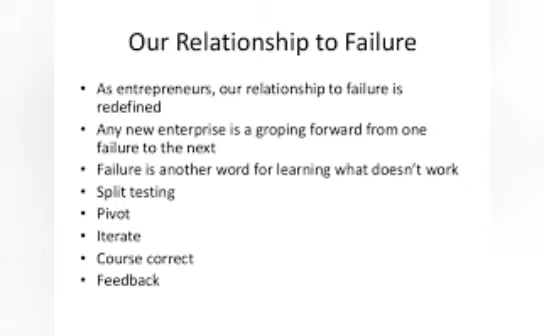 Our Relationship to Failure
• As entrepreneurs, our relationship to failure is
redefined
• Any new enterprise is a groping forward from one
failure to the next
• Failure is another word for learning what doesn't work
• Split testing
• Pivot
• Iterate
• Course correct
• Feedback